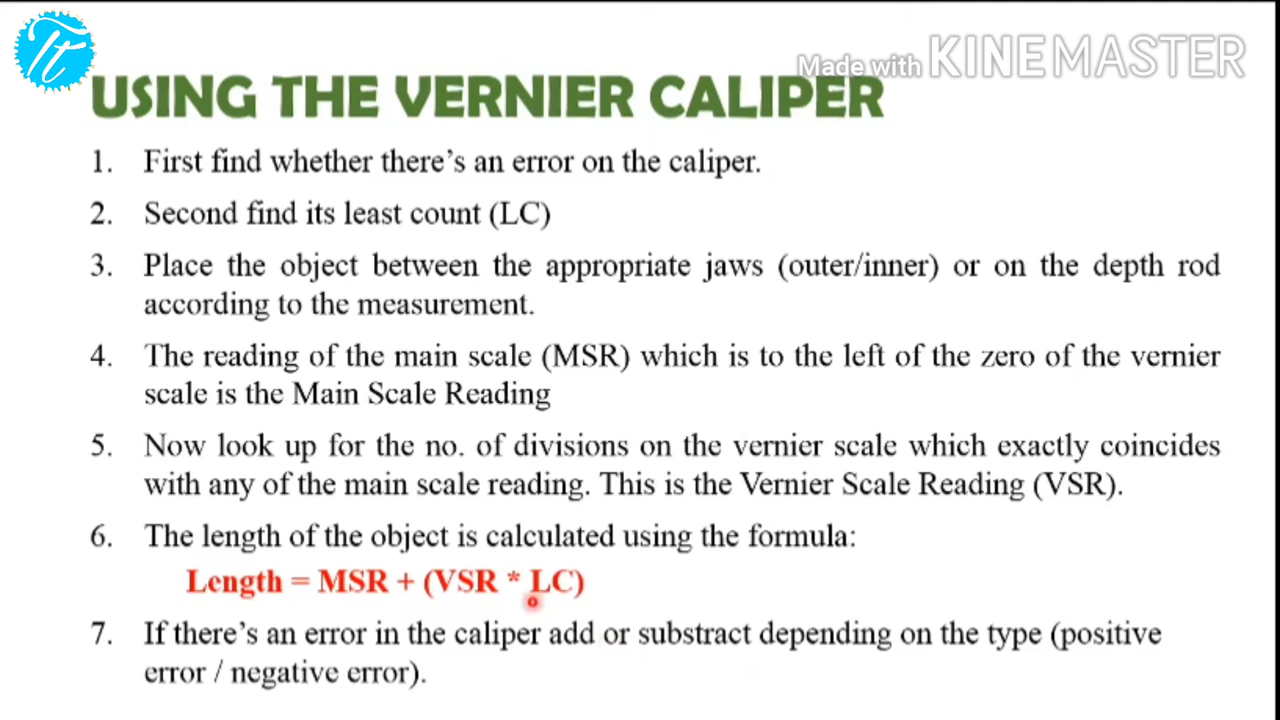 Tt
Made with KINEMASTER
USING THE VERNIER CALIPER
1. First find whether there's an error on the caliper.
2. Second find its least count (LC)
3. Place the object between the appropriate jaws (outer/inner) or on the depth rod
according to the measurement.
4. The reading of the main scale (MSR) which is to the left of the zero of the vernier
scale is the Main Scale Reading
5. Now look up for the no. of divisions on the vernier scale which exactly coincides
with any of the main scale reading. This is the Vernier Scale Reading (VSR).
6. The length of the object is calculated using the formula:
Length = MSR + (VSR * LC)
7. If there's an error in the caliper add or substract depending on the type (positive
error / negative error).